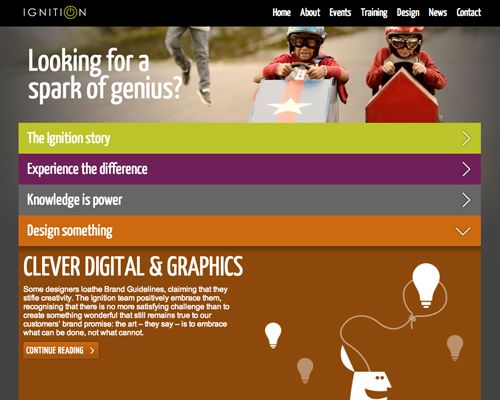 IGNITION
Home About Events Training Design News Contact
Looking for a
spark of genius?
The Ignition story
Experience the difference
Knowledge is power
Design something
CLEVER DIGITAL & GRAPHICS
Some designers loathe Brand Guidelines, claiming that they
stifle creativity. The Ignition team positively embrace them,
recognising that there is no more satisfying challenge than to
create something wonderful that still remains true to our
customers' brand promise: the art – they say – is to embrace
what can be done, not what cannot.
CONTINUE READING